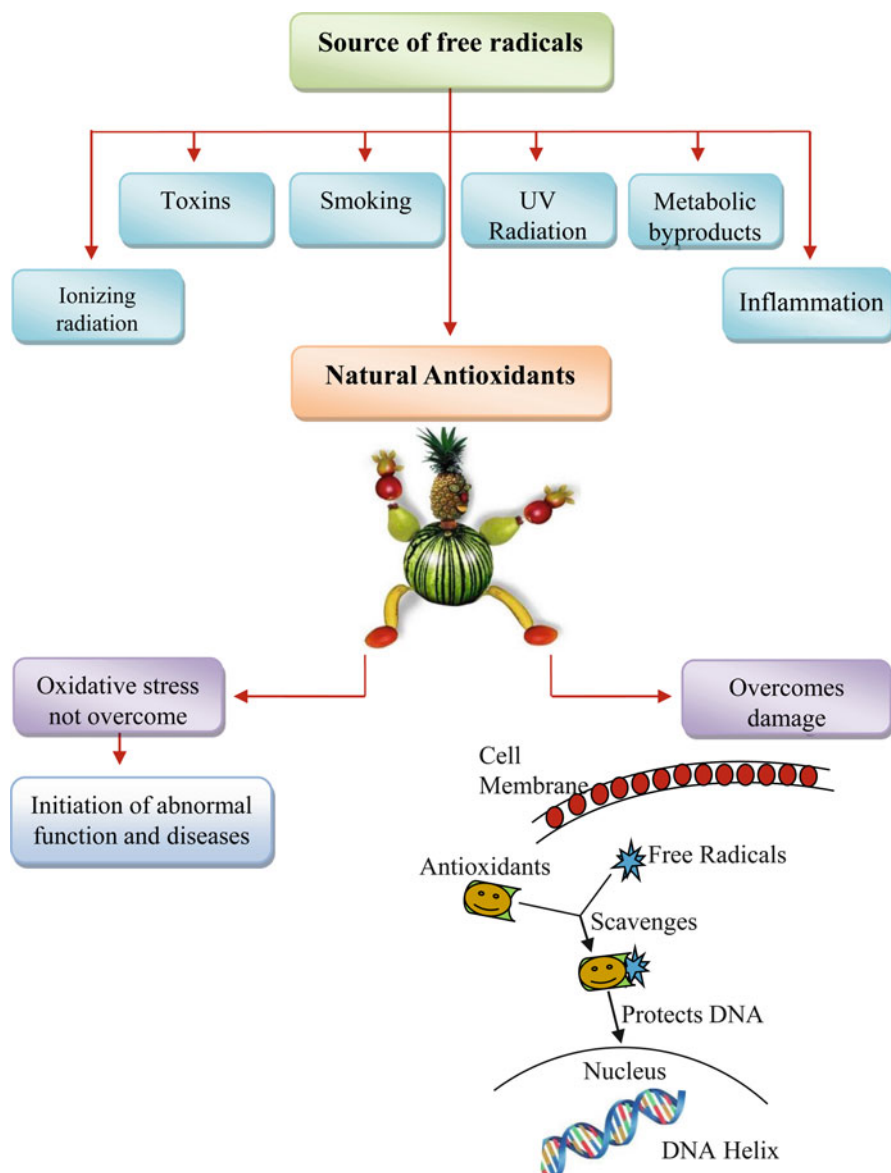 Source of free radicals
Toxins
Smoking
UV
Radiation
Metabolic
byproducts
Ionizing
radiation
Inflammation
Natural Antioxidants
Oxidative stress
not overcome
Overcomes
damage
Initiation of abnormal
function and diseases
Cell
Membrane
Antioxidants
Free Radicals
Scavenges
Protects DNA
Nucleus
DNA Helix